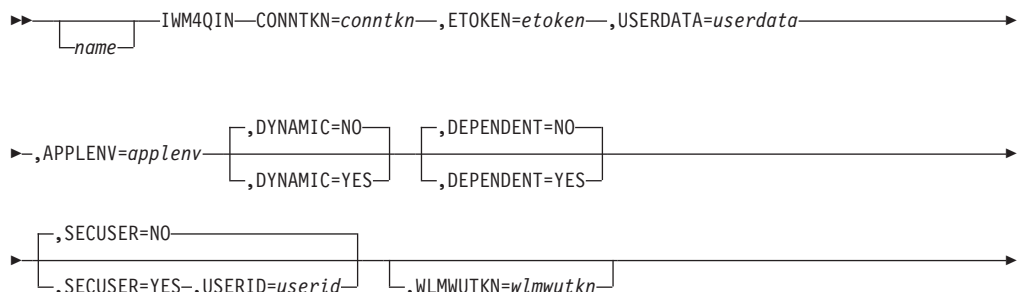 IWM4QIN CONNTKN=conntkn ,ETOKEN=etoken ,USERDATA=userdata
name
,DYNAMIC=NO ,DEPENDENT=NO
,APPLENV=applenv
,DYNAMIC=YES ,DEPENDENT=YES
,SECUSER=NO
,SECUSER=YES ,USERID=userid ,WLMWUTKN=wlmwutkn